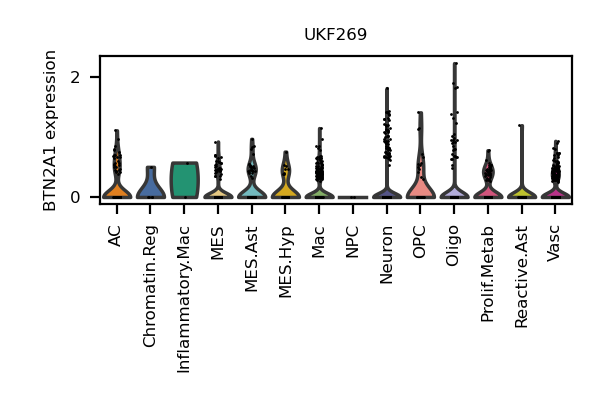 UKF269
BTN2A1 expression
2
0
AC
Chromatin.Reg
Inflammatory.Mac
MES
MES.Ast
MES.Hyp
Mac
NPC
Neuron
OPC
Oligo
Prolif.Metab
Reactive.Ast
Vasc